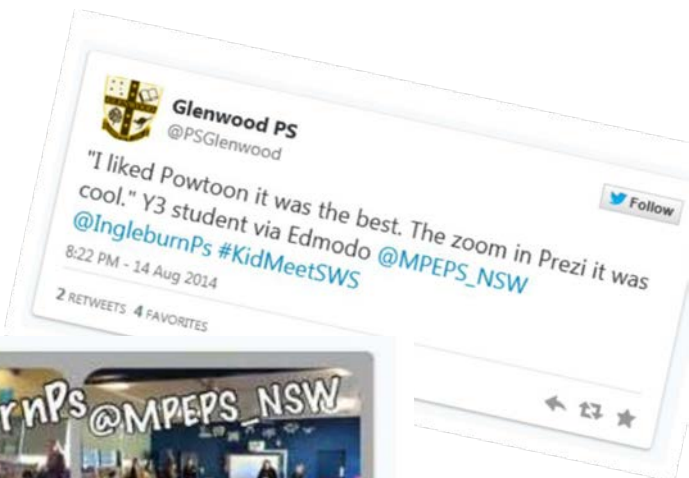 Glenwood PS
@PSGlenwood
Follow
"I liked Powtoon it was the best. The zoom in Prezi it was
cool." Y3 student via Edmodo @MPEPS_NSW
@IngleburnPs #KidMeetSWS
8:22 PM - 14 Aug 2014
2 RETWEETS 4 FAVORITES
rnPs @MPEPS_NSW